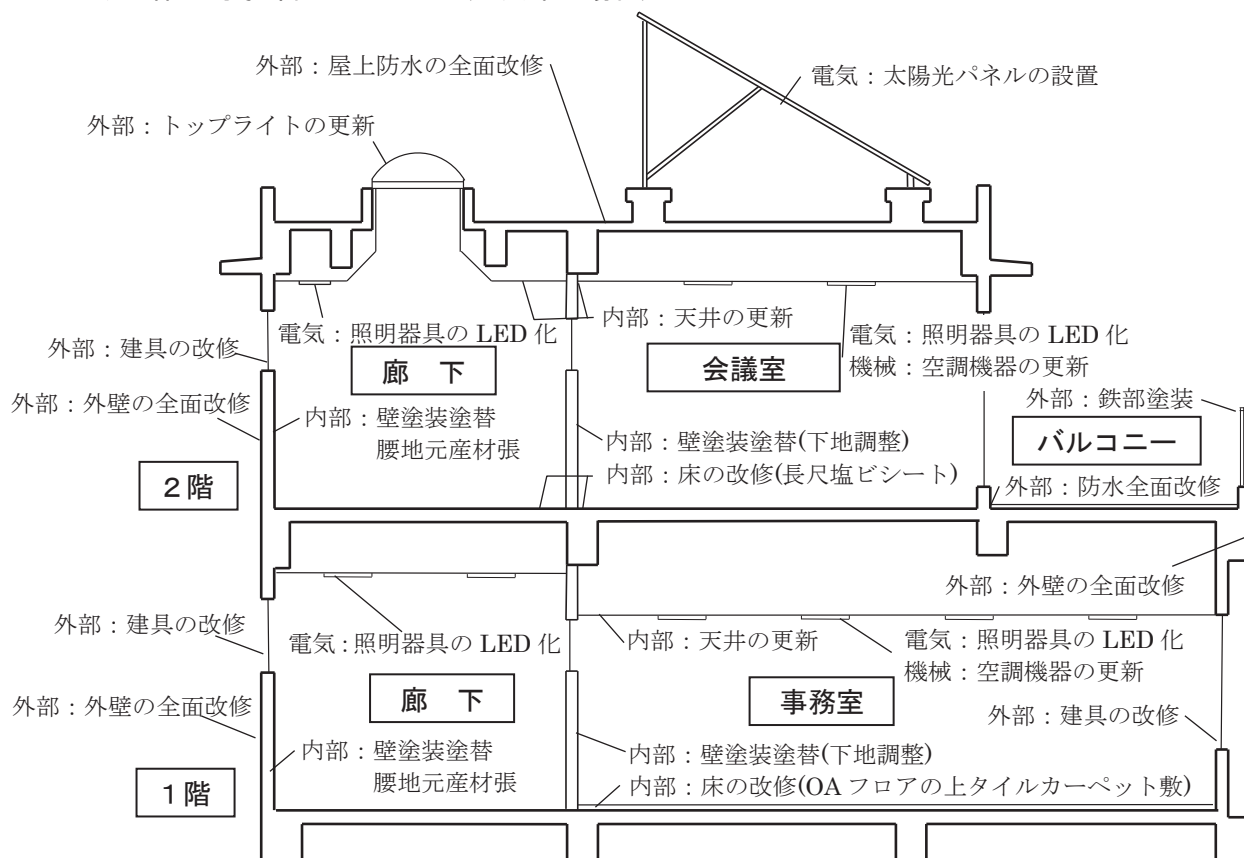 外部：屋上防水の全面改修
電気：太陽光パネルの設置
外部：トップライトの更新
電気：照明器具の LED 化
内部：天井の更新
電気：照明器具の LED 化
機械：空調機器の更新
外部：建具の改修
廊　下
会議室
外部：鉄部塗装
外部：外壁の全面改修
内部：壁塗装塗替
腰地元産材張
内部：壁塗装塗替(下地調整)
バルコニー
２階
内部：床の改修(長尺塩ビシート)
外部：防水全面改修
外部：外壁の全面改修
外部：建具の改修
電気：照明器具の LED 化
内部：天井の更新
電気：照明器具の LED 化
機械：空調機器の更新
廊　下
事務室
外部：外壁の全面改修
外部：建具の改修
内部：壁塗装塗替
腰地元産材張
内部：壁塗装塗替(下地調整)
１階
内部：床の改修(OA フロアの上タイルカーペット敷)